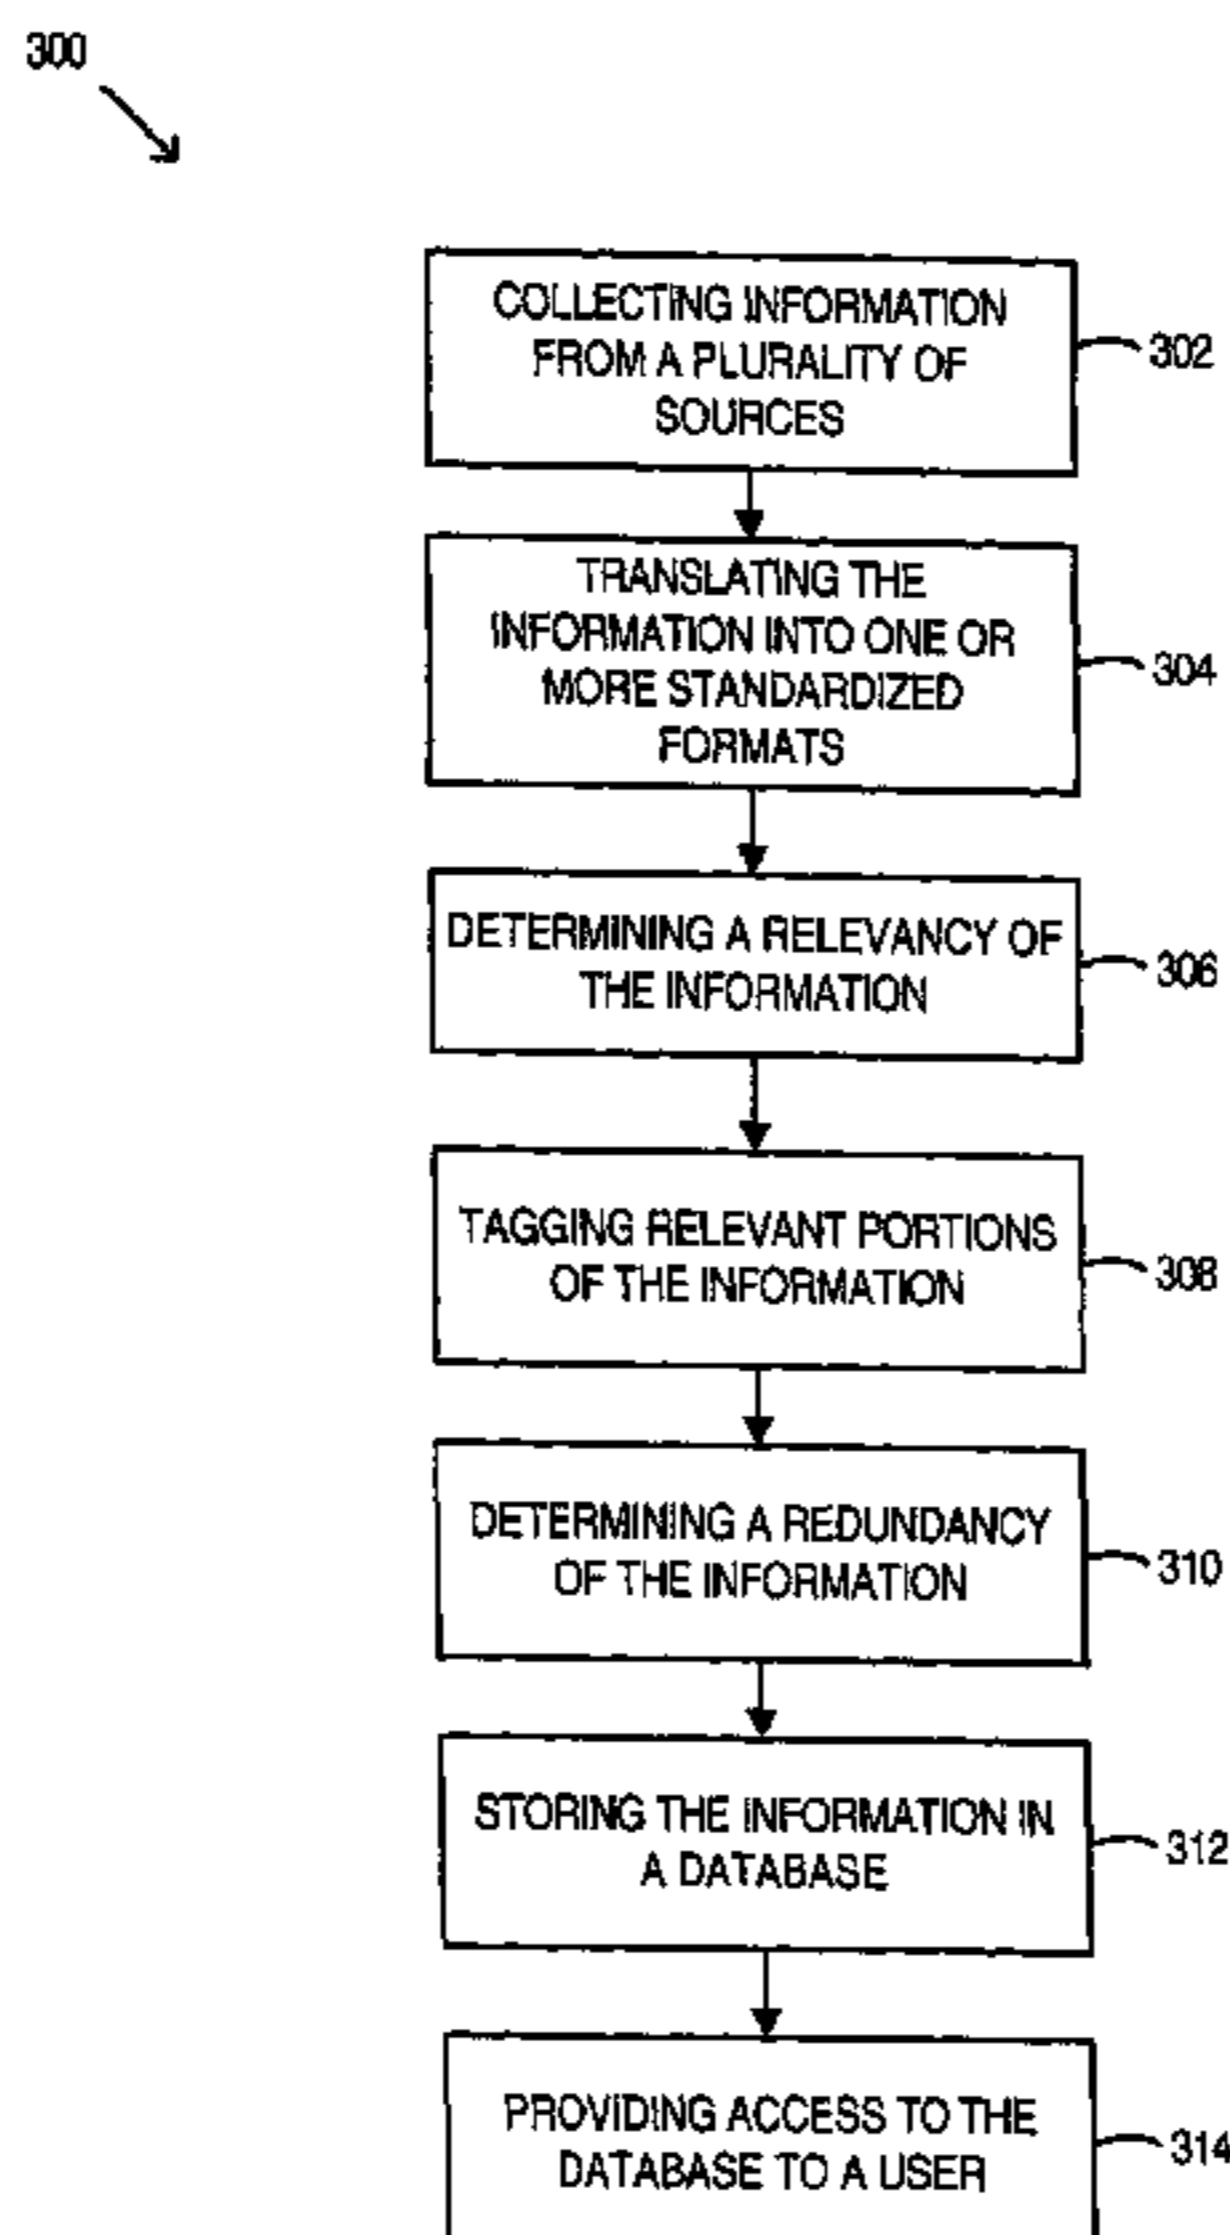 300
COLLECTING INFORMATION
FROM A PLURALITY OF
SOURCES
302
TRANSLATING THE
INFORMATION INTO ONE OR
MORE STANDARDIZED
FORMATS
304
DETERMINING A RELEVANCY OF
THE INFORMATION
306
TAGGING RELEVANT PORTIONS
OF THE INFORMATION
308
DETERMINING A REDUNDANCY
OF THE INFORMATION
310
STORING THE INFORMATION IN
A DATABASE
312
PROVIDING ACCESS TO THE
DATABASE TO A USER
314